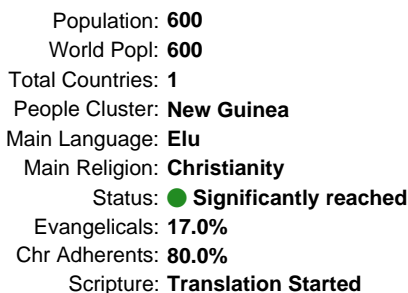 Population: 600
World Popl: 600
Total Countries: 1
People Cluster: New Guinea
Main Language: Elu
Main Religion: Christianity
Status: Significantly reached
Evangelicals: 17.0%
Chr Adherents: 80.0%
Scripture: Translation Started